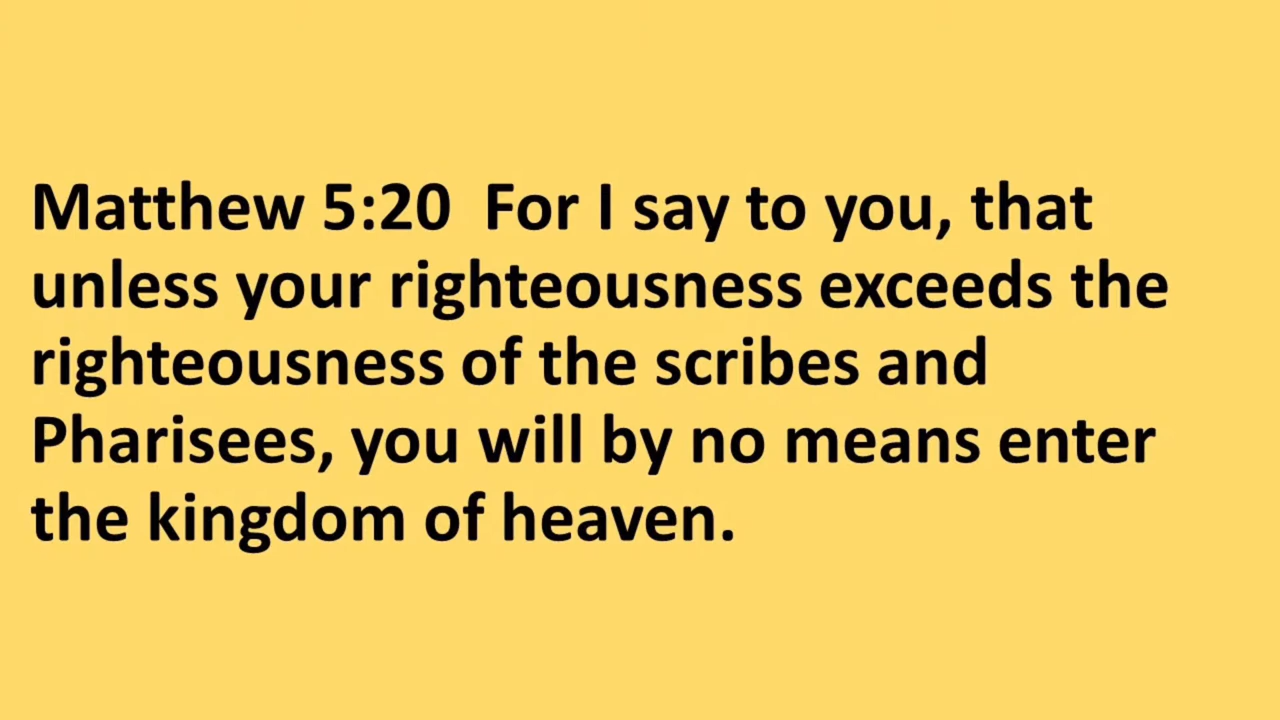 Matthew 5:20  For I say to you, that
unless your righteousness exceeds the
righteousness of the scribes and
Pharisees, you will by no means enter
the kingdom of heaven.